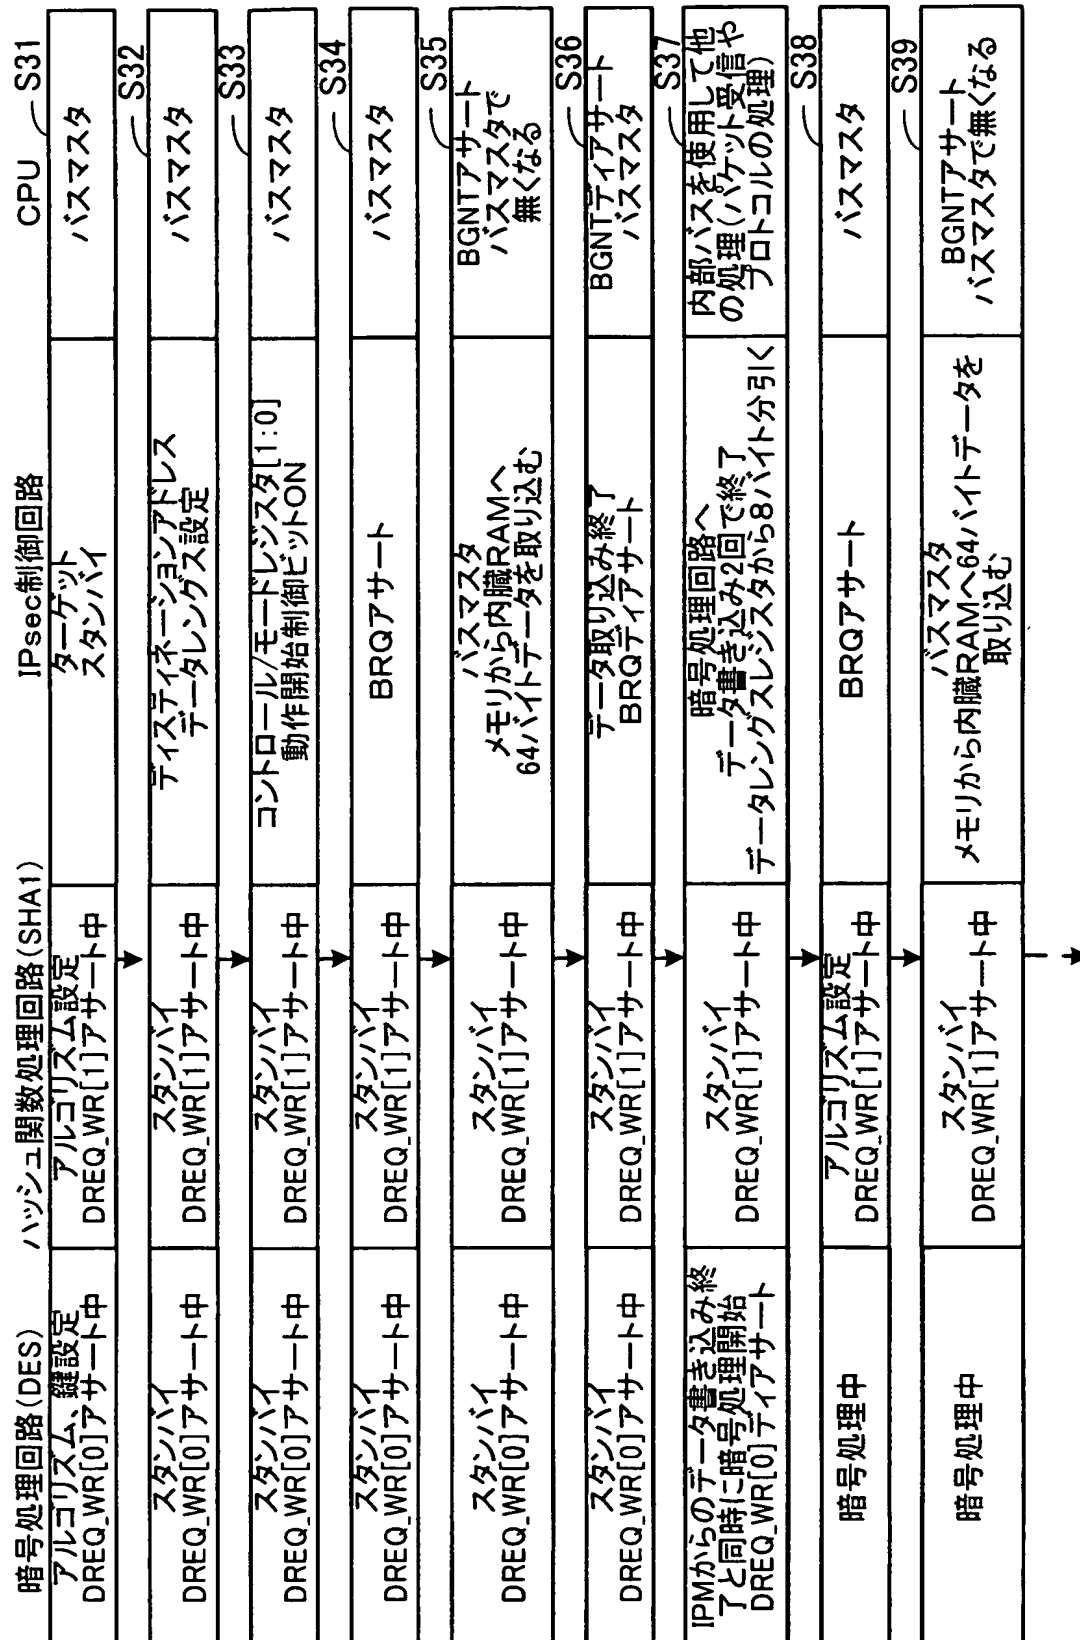 暗号処理回路(DES)
ハッシュ関数処理回路(SHA1)
IPsec制御回路
CPU
S31
アルゴリズム、鍵設定
DREQ_WR[0]アサート中
アルゴリズム設定
DREQ_WR[1]アサート中
ターゲット
スタンバイ
バスマスタ
S32
スタンバイ
DREQ_WR[0]アサート中
スタンバイ
DREQ_WR[1]アサート中
ディスティネーションアドレス
データレングス設定
バスマスタ
S33
スタンバイ
DREQ_WR[0]アサート中
スタンバイ
DREQ_WR[1]アサート中
コントロール/モードレジスタ[1:0]
動作開始制御ビットON
バスマスタ
S34
スタンバイ
DREQ_WR[0]アサート中
スタンバイ
DREQ_WR[1]アサート中
BRQアサート
バスマスタ
S35
スタンバイ
DREQ_WR[0]アサート中
スタンバイ
DREQ_WR[1]アサート中
バスマスタ
メモリから内臓RAMへ
64バイトデータを取り込む
BGNTアサート
バスマスタで
無くなる
S36
スタンバイ
DREQ_WR[0]アサート中
スタンバイ
DREQ_WR[1]アサート中
データ取り込み終了
BRQディアサート
BGNTディアサート
バスマスタ
S37
IPMからのデータ書き込み終
了と同時に暗号処理開始
DREQ_WR[0]ディアサート
スタンバイ
DREQ_WR[1]アサート中
暗号処理回路へ
データ書き込み2回で終了
データレングスレジスタから8バイト分引く
内部バスを使用して他
の処理(パケット受信や
プロトコルの処理)
S38
暗号処理中
アルゴリズム設定
DREQ_WR[1]アサート中
BRQアサート
バスマスタ
S39
暗号処理中
スタンバイ
DREQ_WR[1]アサート中
バスマスタ
メモリから内臓RAMへ64バイトデータを
取り込む
BGNTアサート
バスマスタで無くなる